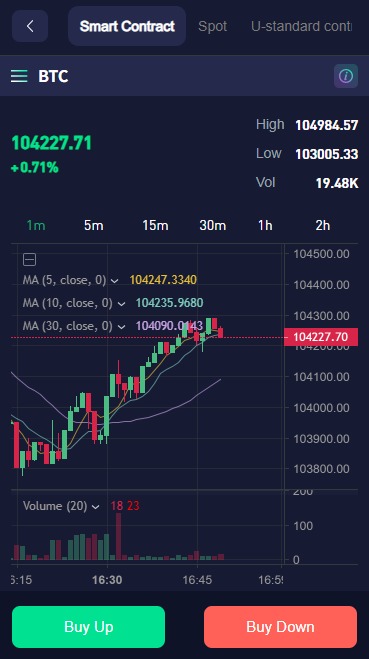 Smart Contract Spot U-standard cont
BTC
104227.71
+0.71%
High 104984.57
Low 103005.33
Vol 19.48K
1m 5m 15m 30m 1h 2h
104500.00
MA (5, close, 0) 104247.3340
104400.00
MA (10, close, 0) 104235.9680
104300.00
MA (30, close, 0) 104090.0143
104227.70
104200.00
104100.00
104000.00
103900.00
103800.00
200
Volume (20) 18 23
100
0
6:15 16:30 16:45 16:5
Buy Up Buy Down